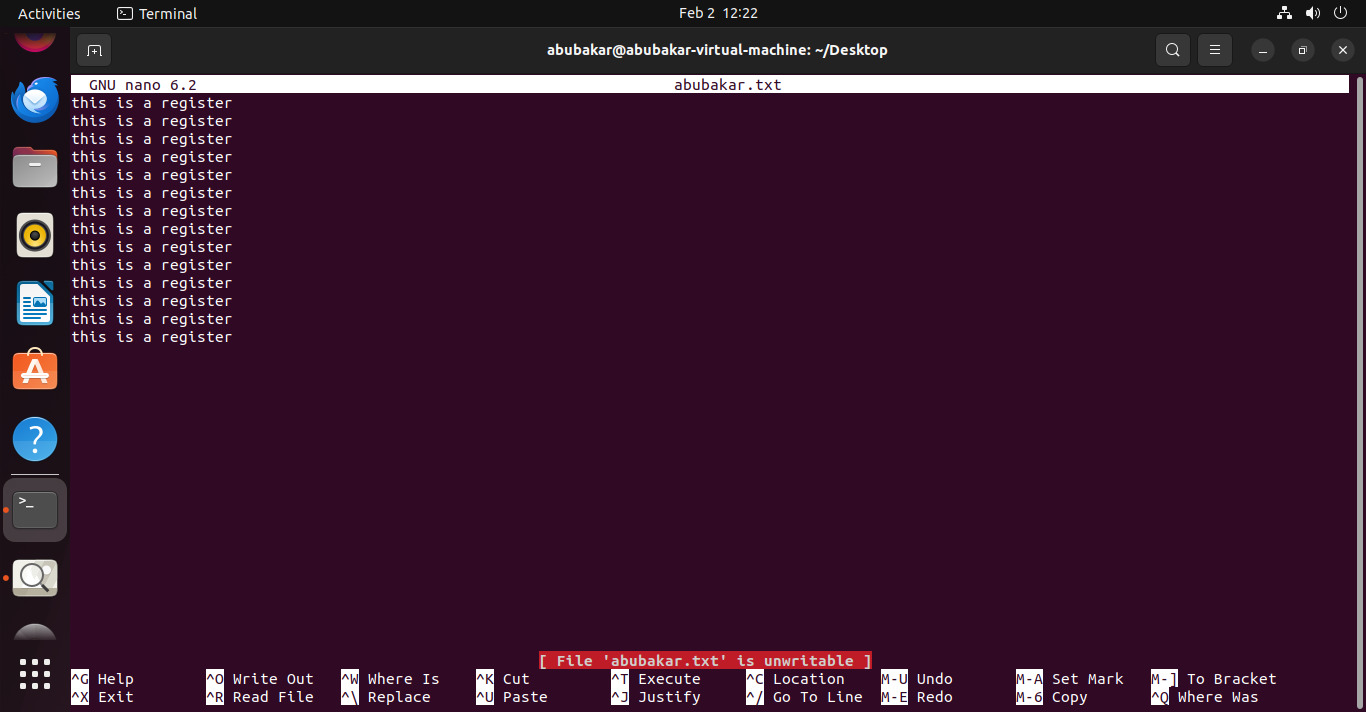 Activities Terminal Feb 2 12:22
abubakar@abubakar-virtual-machine: ~/Desktop
GNU nano 6.2 abubakar.txt
this is a register
this is a register
this is a register
this is a register
this is a register
this is a register
this is a register
this is a register
this is a register
this is a register
this is a register
this is a register
this is a register
this is a register
[ File 'abubakar.txt' is unwritable ]
^G Help ^O Write Out ^W Where Is ^K Cut ^T Execute ^C Location M-U Undo M-A Set Mark M-] To Bracket
^X Exit ^R Read File ^\ Replace ^U Paste ^J Justify ^/ Go To Line M-E Redo M-6 Copy ^Q Where Was